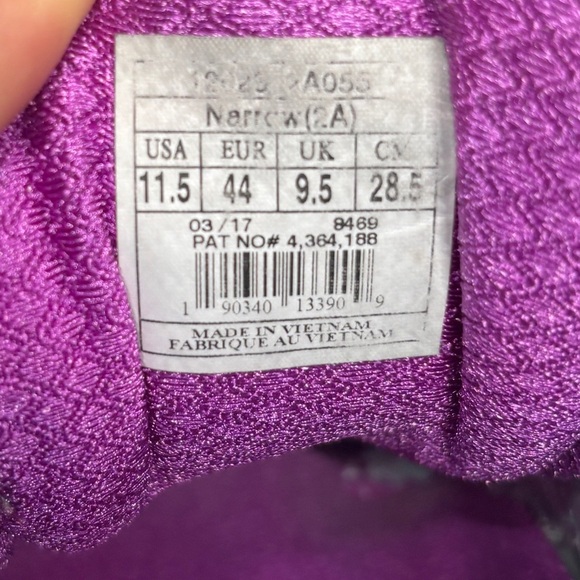 2A055
Narrow(2A)
USA EUR UK CM
11.5 44 9.5 28.5
03/17 8469
PAT NO# 4,364,188
1 90340 13390 9
MADE IN VIETNAM
FABRIQUE AU VIETNAM